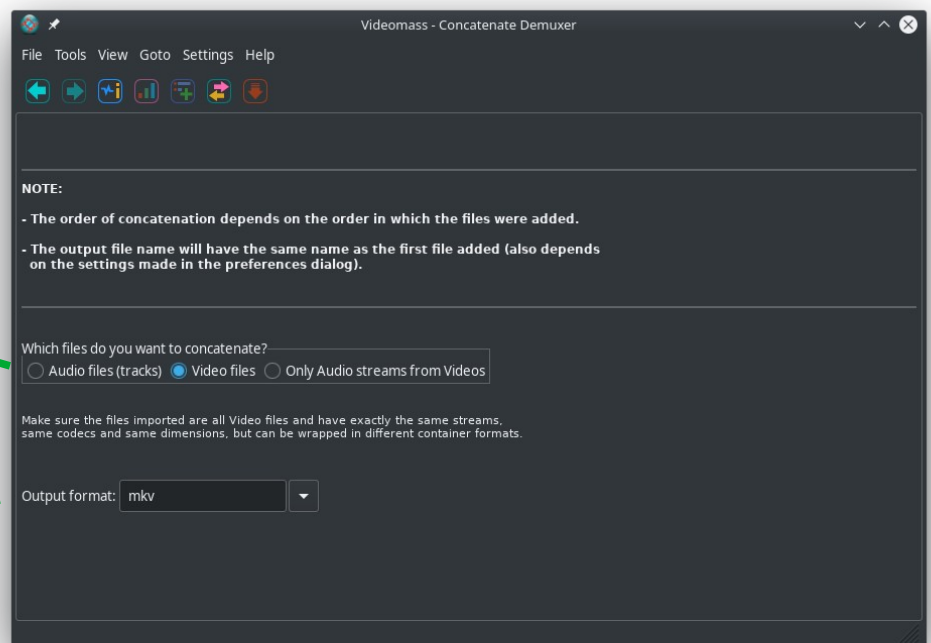 Videomass - Concatenate Demuxer
File Tools View Goto Settings Help
NOTE:
- The order of concatenation depends on the order in which the files were added.
- The output file name will have the same name as the first file added (also depends
on the settings made in the preferences dialog).
Which files do you want to concatenate?
Audio files (tracks) Video files Only Audio streams from Videos
Make sure the files imported are all Video files and have exactly the same streams,
same codecs and same dimensions, but can be wrapped in different container formats.
Output format: mkv